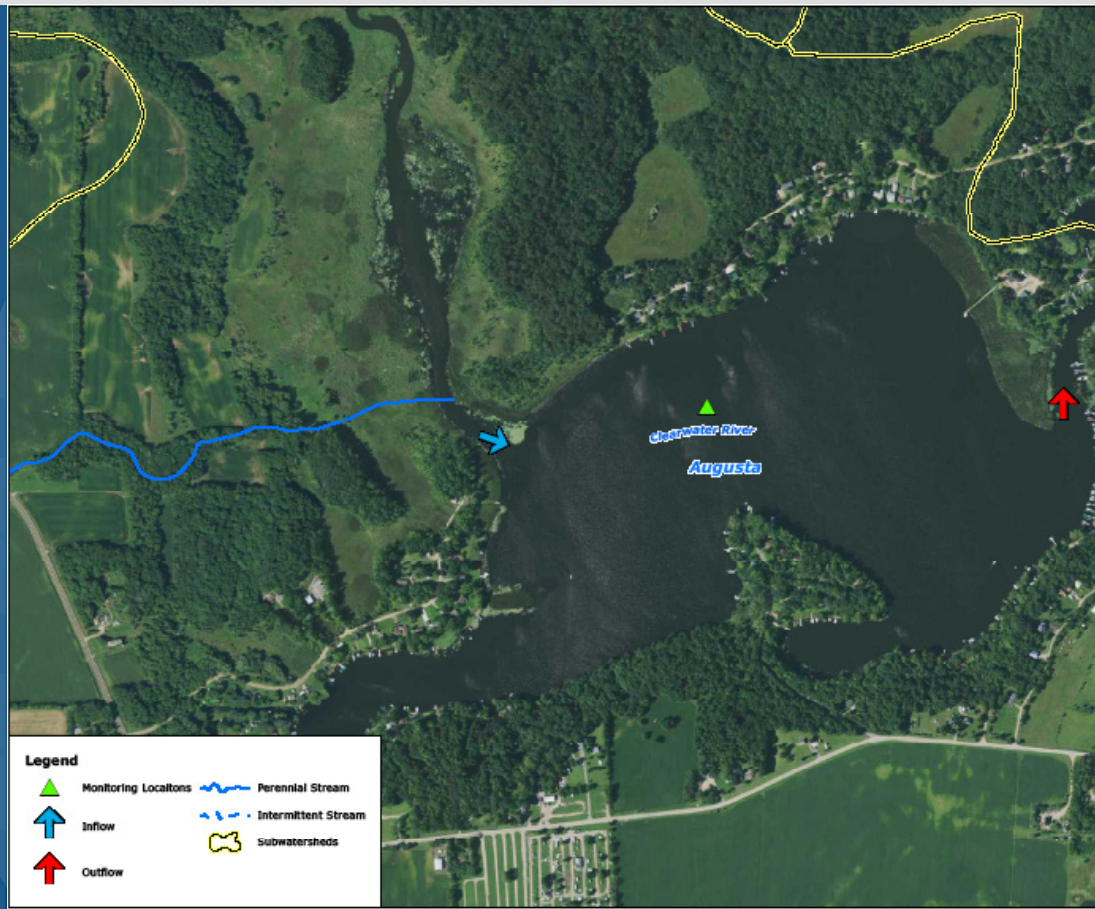 Clearwater River
Augusta
Legend
Monitoring Locaitons
Perennial Stream
Inflow
Intermittent Stream
Subwatersheds
Outflow